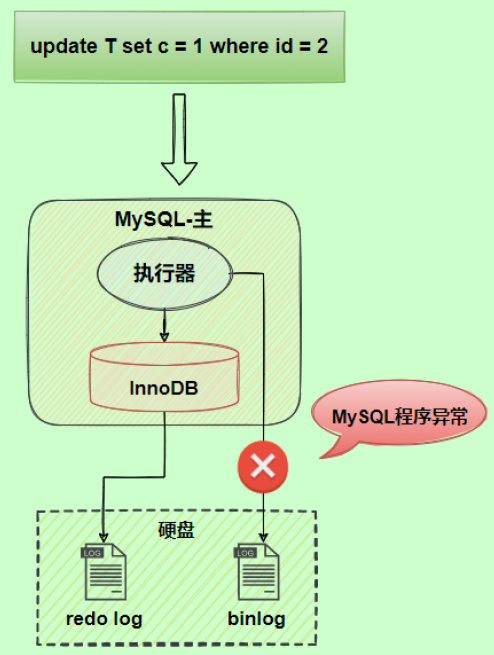 update T set c = 1 where id = 2
MySQL-主
执行器
InnoDB
MySQL程序异常
硬盘
LOG
LOG
redo log
binlog